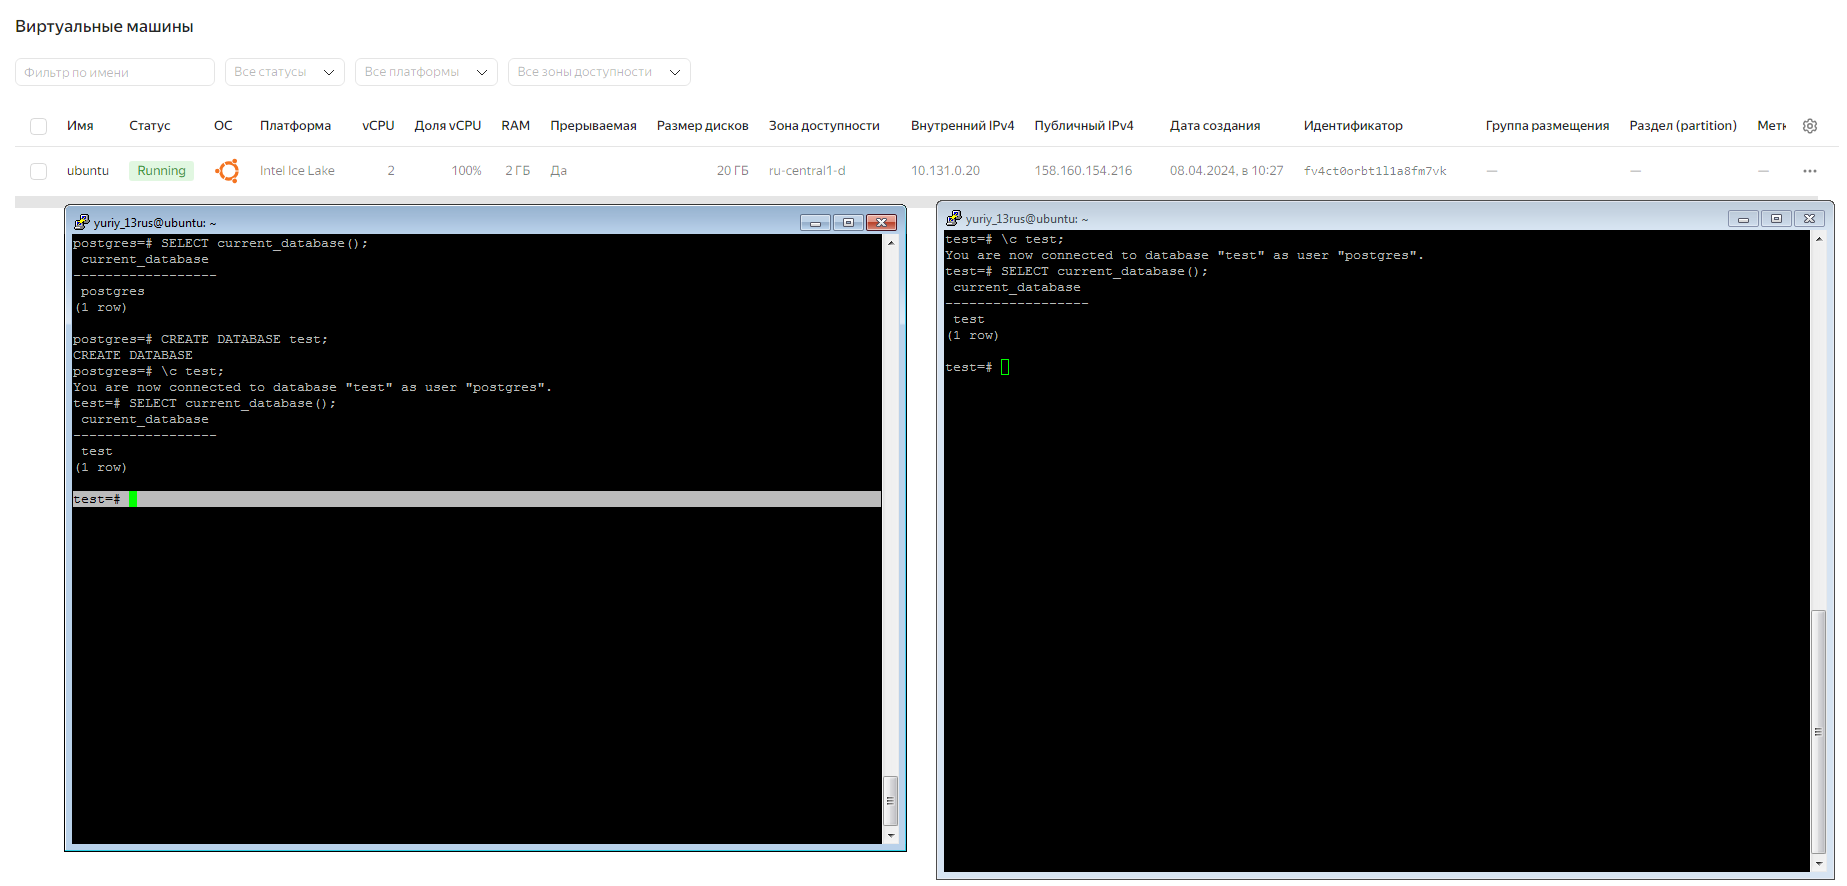 Виртуальные машины
Фильтр по имени Все статусы Все платформы Все зоны доступности
Имя Статус ОС Платформа vCPU Доля vCPU RAM Прерываемая Размер дисков Зона доступности Внутренний IPv4 Публичный IPv4 Дата создания Идентификатор Группа размещения Раздел (partition) Метк
ubuntu Running Intel Ice Lake 2 100% 2 ГБ Да 20 ГБ ru-central1-d 10.131.0.20 158.160.154.216 08.04.2024, в 10:27 fv4ct0orbt1l1a8fm7vk — — — ···
yuriy_13rus@ubuntu: ~
postgres=# SELECT current_database();
current_database
------------------
postgres
(1 row)
postgres=# CREATE DATABASE test;
CREATE DATABASE
postgres=# \c test;
You are now connected to database "test" as user "postgres".
test=# SELECT current_database();
current_database
------------------
test
(1 row)
test=#
yuriy_13rus@ubuntu: ~
test=# \c test;
You are now connected to database "test" as user "postgres".
test=# SELECT current_database();
current_database
------------------
test
(1 row)
test=#